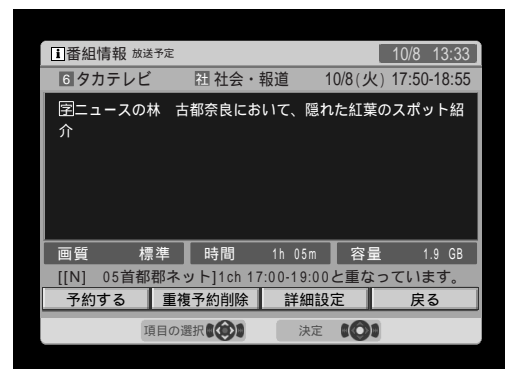 i番組情報 放送予定 10/8 13:33
6 タカテレビ 社 社会・報道 10/8(火) 17:50-18:55
字ニュースの林 古都奈良において、隠れた紅葉のスポット紹
介
画質 標準 時間 1h 05m 容量 1.9 GB
[[N] 05首都郡ネット]1ch 17:00-19:00と重なっています。
予約する 重複予約削除 詳細設定 戻る
項目の選択 決定